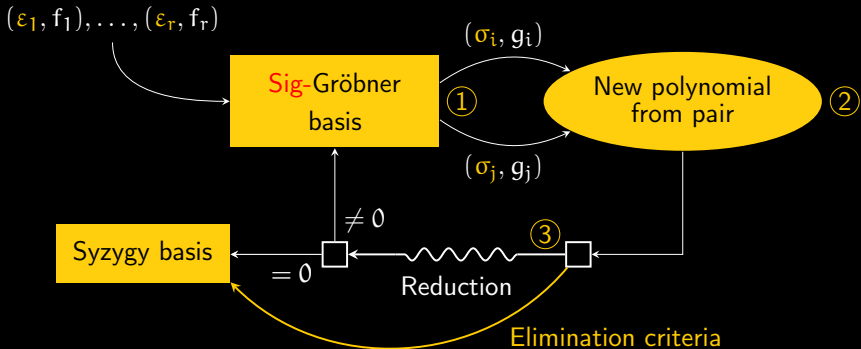 (ε₁, f₁), ..., (εᵣ, fᵣ)
(σᵢ, gᵢ)
Sig-Gröbner
basis
①
New polynomial
from pair
②
(σⱼ, gⱼ)
≠ 0
③
Syzygy basis
= 0
Reduction
Elimination criteria